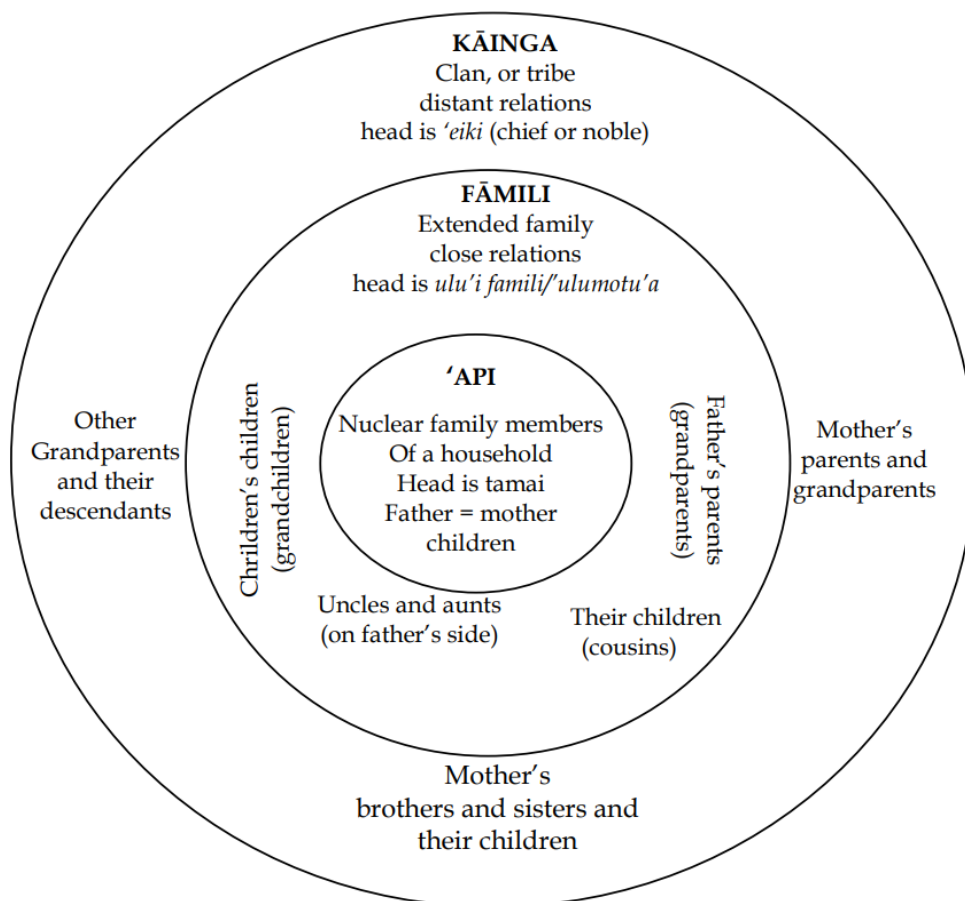 KĀINGA
Clan, or tribe
distant relations
head is ‘eiki (chief or noble)
FĀMILI
Extended family
close relations
head is ulu’i famili/’ulumotu’a
‘API
Nuclear family members
Of a household
Head is tamai
Father = mother
children
Other
Grandparents
and their
descendants
Chrildren’s children
(grandchildren)
Father’s parents
(grandparents)
Mother’s
parents and
grandparents
Uncles and aunts
(on father’s side)
Their children
(cousins)
Mother’s
brothers and sisters and
their children